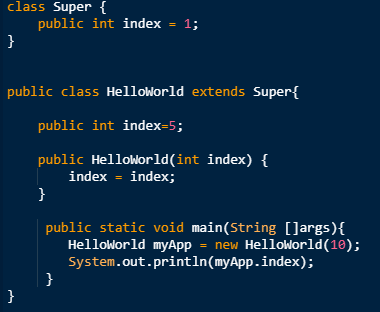 class Super {
    public int index = 1;
}
public class HelloWorld extends Super{
    public int index=5;
    public HelloWorld(int index) {
        index = index;
    }
     public static void main(String []args){
        HelloWorld myApp = new HelloWorld(10);
        System.out.println(myApp.index);
     }
}